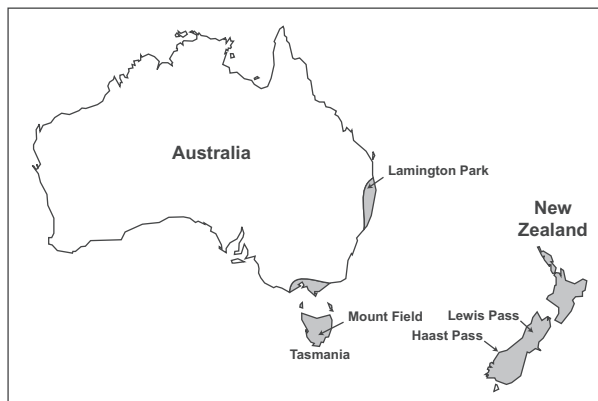 Australia
Lamington Park
New
Zealand
Lewis Pass
Mount Field
Haast Pass
Tasmania